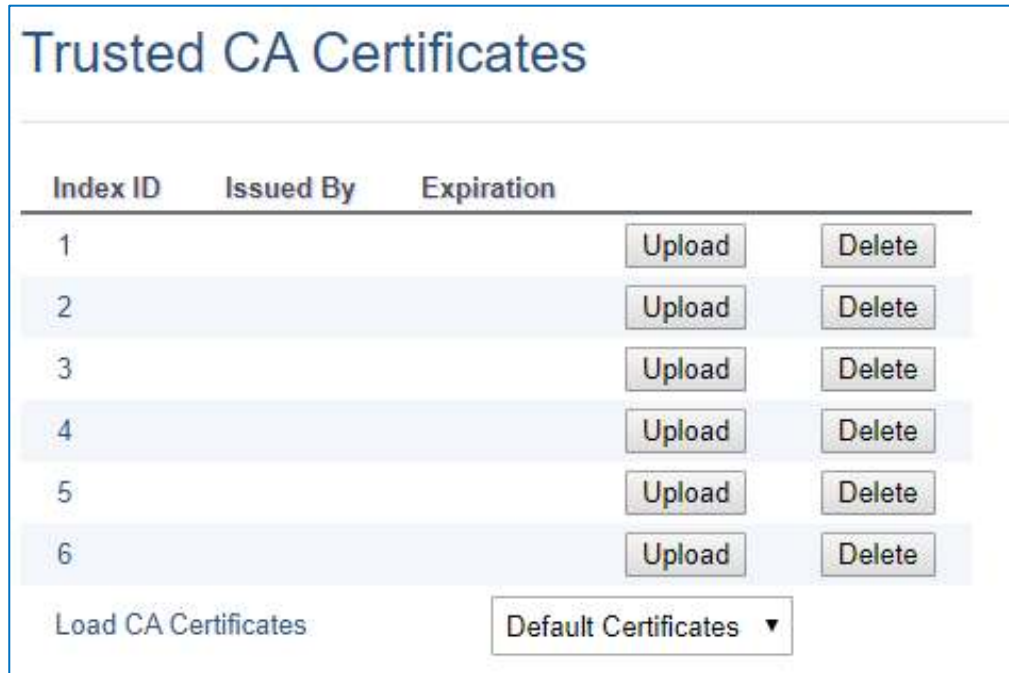 Trusted CA Certificates
Index ID Issued By Expiration
1 Upload Delete
2 Upload Delete
3 Upload Delete
4 Upload Delete
5 Upload Delete
6 Upload Delete
Load CA Certificates Default Certificates